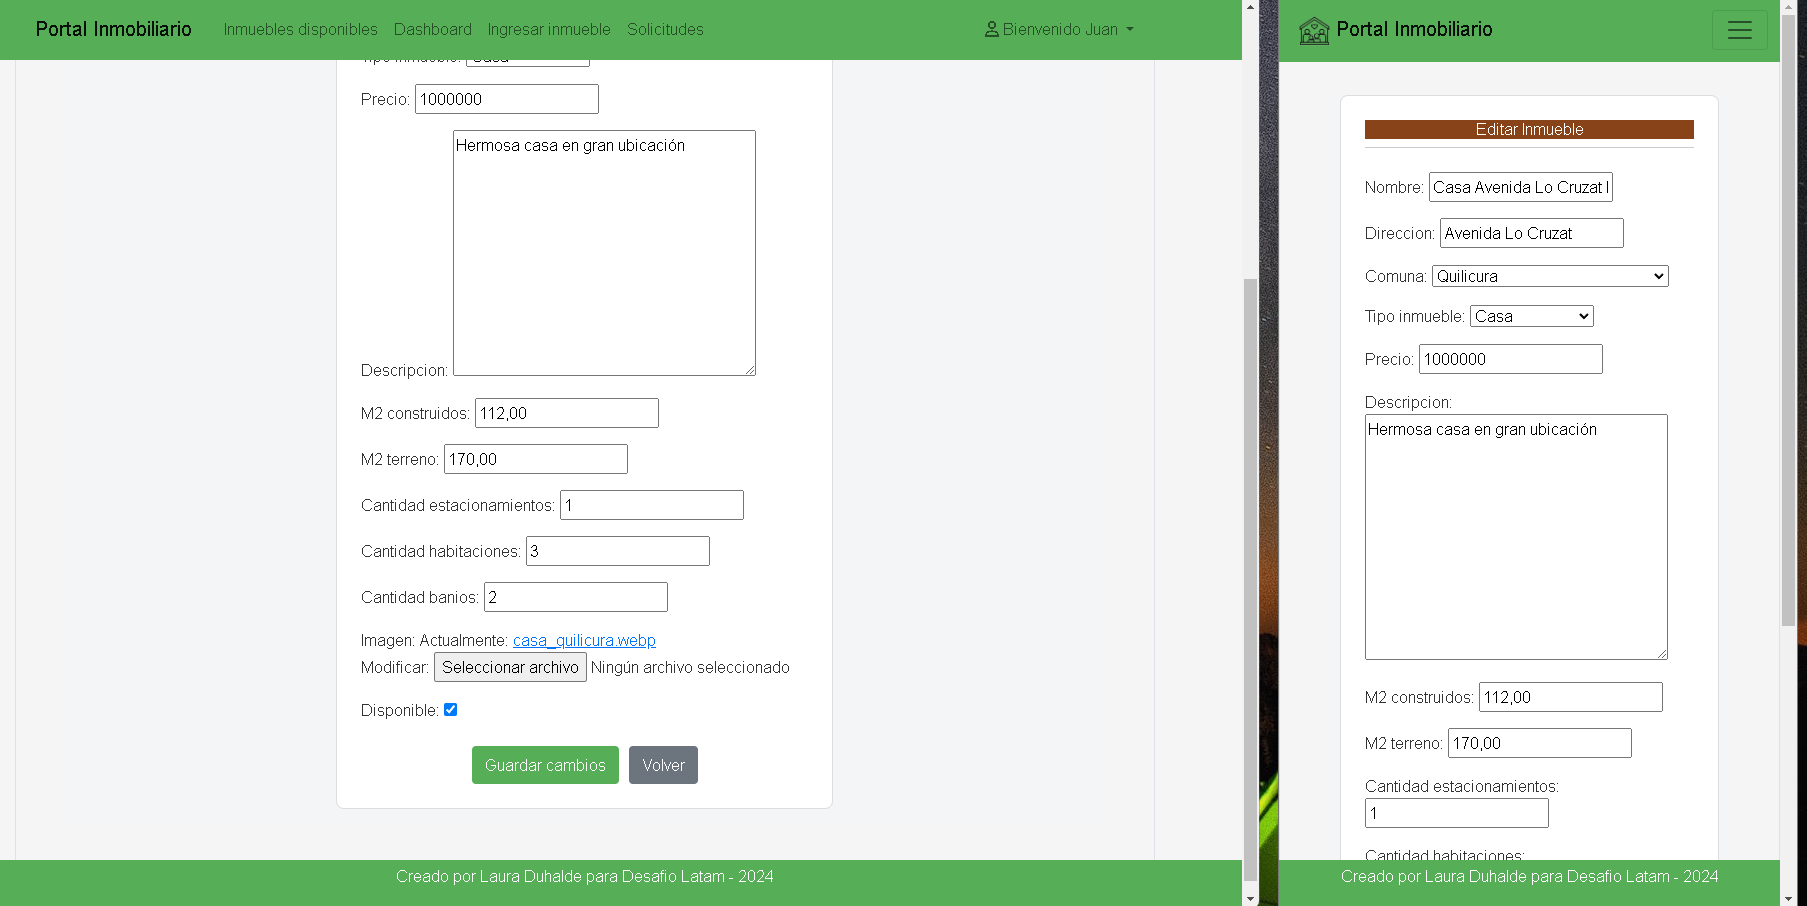 Portal Inmobiliario
Inmuebles disponibles
Dashboard
Ingresar inmueble
Solicitudes
Bienvenido Juan
Tipo inmueble: Casa
Precio: 1000000
Hermosa casa en gran ubicación
Descripcion:
M2 construidos: 112,00
M2 terreno: 170,00
Cantidad estacionamientos: 1
Cantidad habitaciones: 3
Cantidad banios: 2
Imagen: Actualmente: casa_quilicura.webp
Modificar: Seleccionar archivo Ningún archivo seleccionado
Disponible:
Guardar cambios
Volver
Creado por Laura Duhalde para Desafio Latam - 2024
Portal Inmobiliario
Editar Inmueble
Nombre: Casa Avenida Lo Cruzat
Direccion: Avenida Lo Cruzat
Comuna: Quilicura
Tipo inmueble: Casa
Precio: 1000000
Descripcion:
Hermosa casa en gran ubicación
M2 construidos: 112,00
M2 terreno: 170,00
Cantidad estacionamientos:
1
Cantidad habitaciones:
Creado por Laura Duhalde para Desafio Latam - 2024